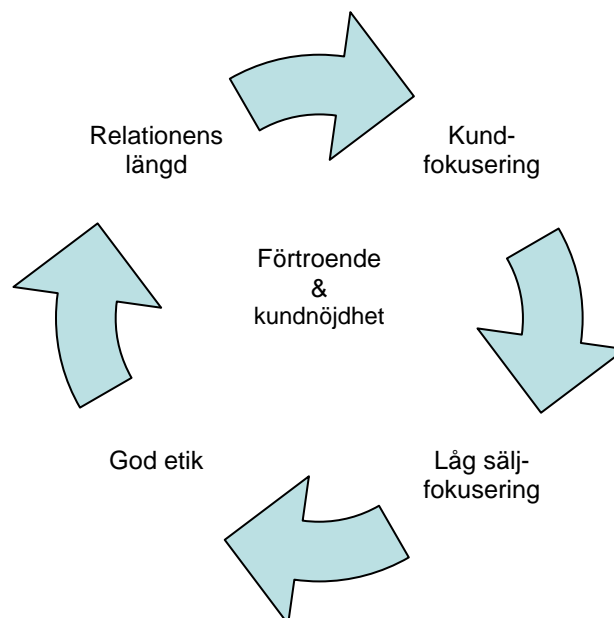 Relationens
längd
Kund-
fokusering
Förtroende
&
kundnöjdhet
God etik
Låg sälj-
fokusering